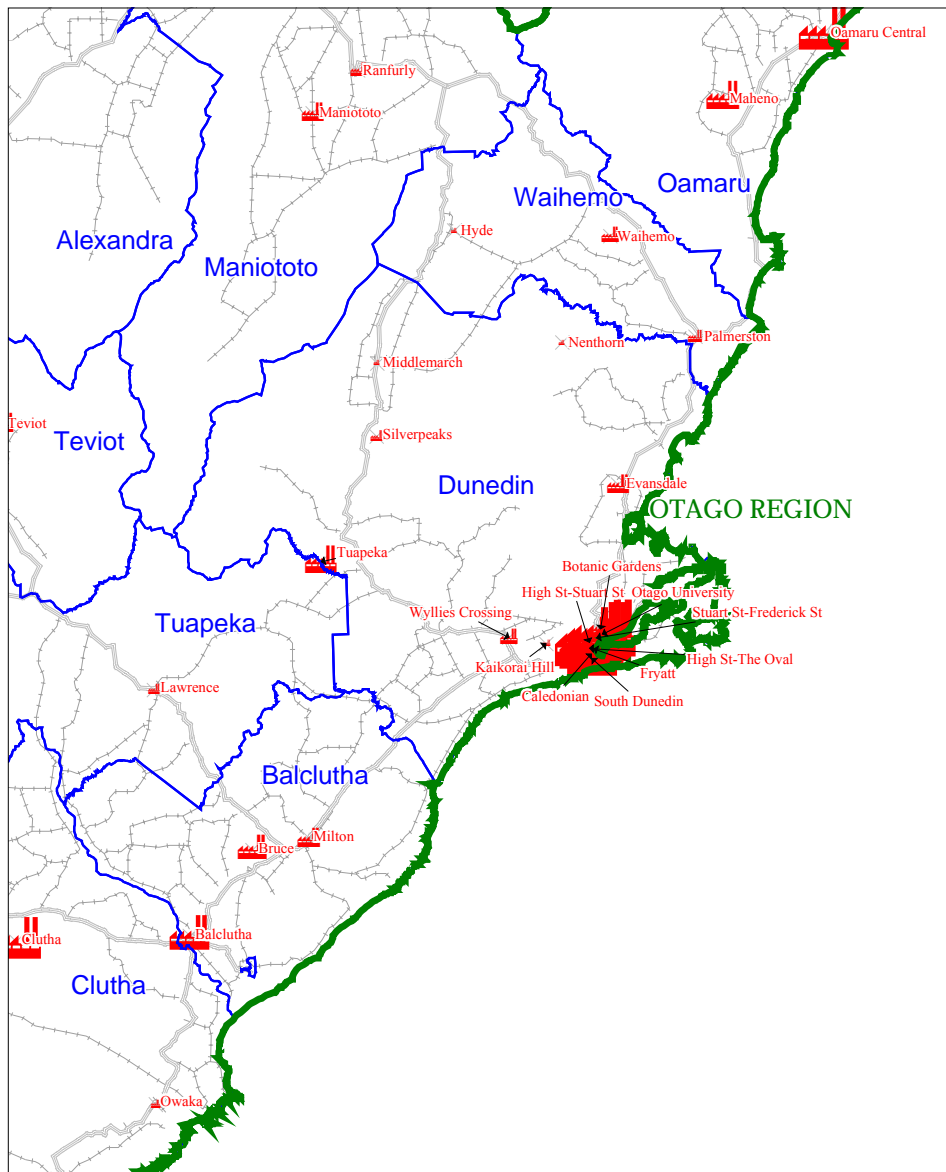 Oamaru Central
Ranfurly
Maheno
Maniototo
Oamaru
Waihemo
Alexandra
Hyde
Waihemo
Maniototo
Palmerston
Nenthorn
Middlemarch
Teviot
Teviot
Silverpeaks
Dunedin
Evansdale
OTAGO REGION
Tuapeka
Botanic Gardens
High St-Stuart St
Otago University
Wyllies Crossing
Stuart St-Frederick St
Tuapeka
High St-The Oval
Kaikorai Hill
Fryatt
Lawrence
Caledonian
South Dunedin
Balclutha
Milton
Bruce
Balclutha
Clutha
Clutha
Owaka